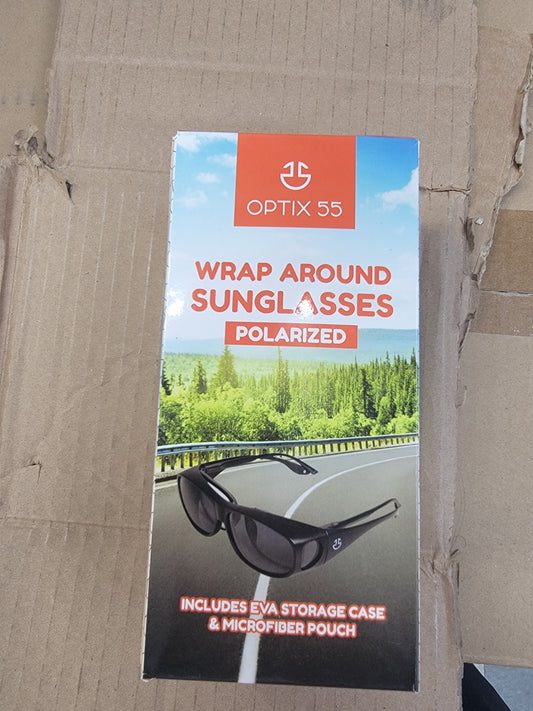 OPTIX 55
WRAP AROUND
SUNGLASSES
POLARIZED
INCLUDES EVA STORAGE CASE
& MICROFIBER POUCH